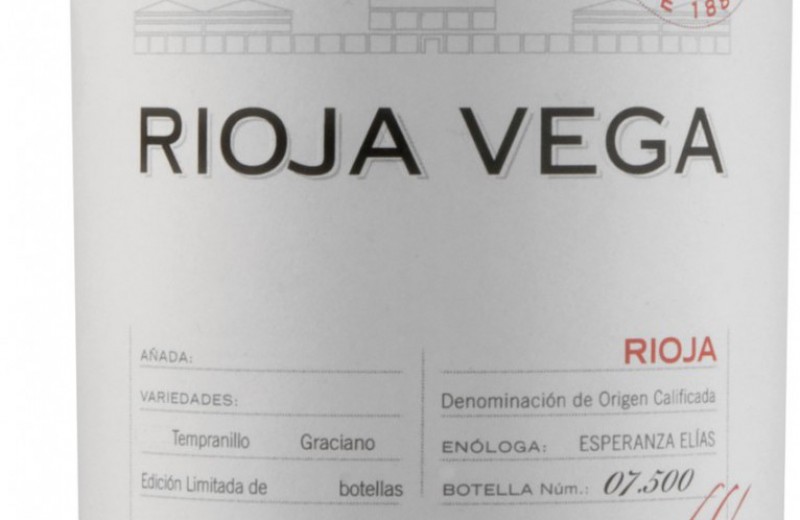 RIOJA VEGA
AÑADA:
VARIEDADES:
Tempranillo Graciano
Edición Limitada de botellas
RIOJA
Denominación de Origen Calificada
ENÓLOGA: ESPERANZA ELÍAS
BOTELLA Núm.: 07.500